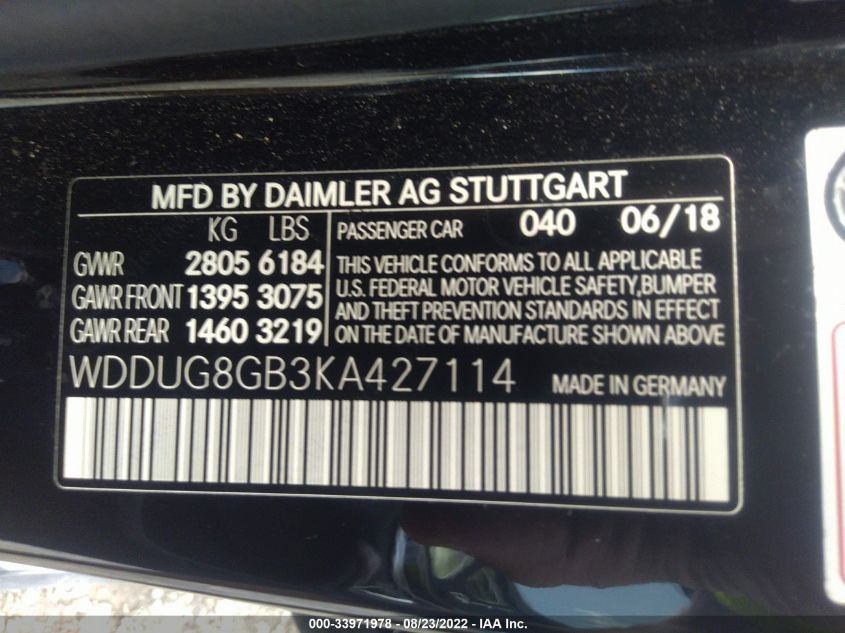 MFD BY DAIMLER AG STUTTGART
KG LBS
GVWR 2805 6184
GAWR FRONT 1395 3075
GAWR REAR 1460 3219
PASSENGER CAR 040 06/18
THIS VEHICLE CONFORMS TO ALL APPLICABLE
U.S. FEDERAL MOTOR VEHICLE SAFETY,BUMPER
AND THEFT PREVENTION STANDARDS IN EFFECT
ON THE DATE OF MANUFACTURE SHOWN ABOVE
WDDUG8GB3KA427114 MADE IN GERMANY
000-33971978 - 08/23/2022 - IAA Inc.